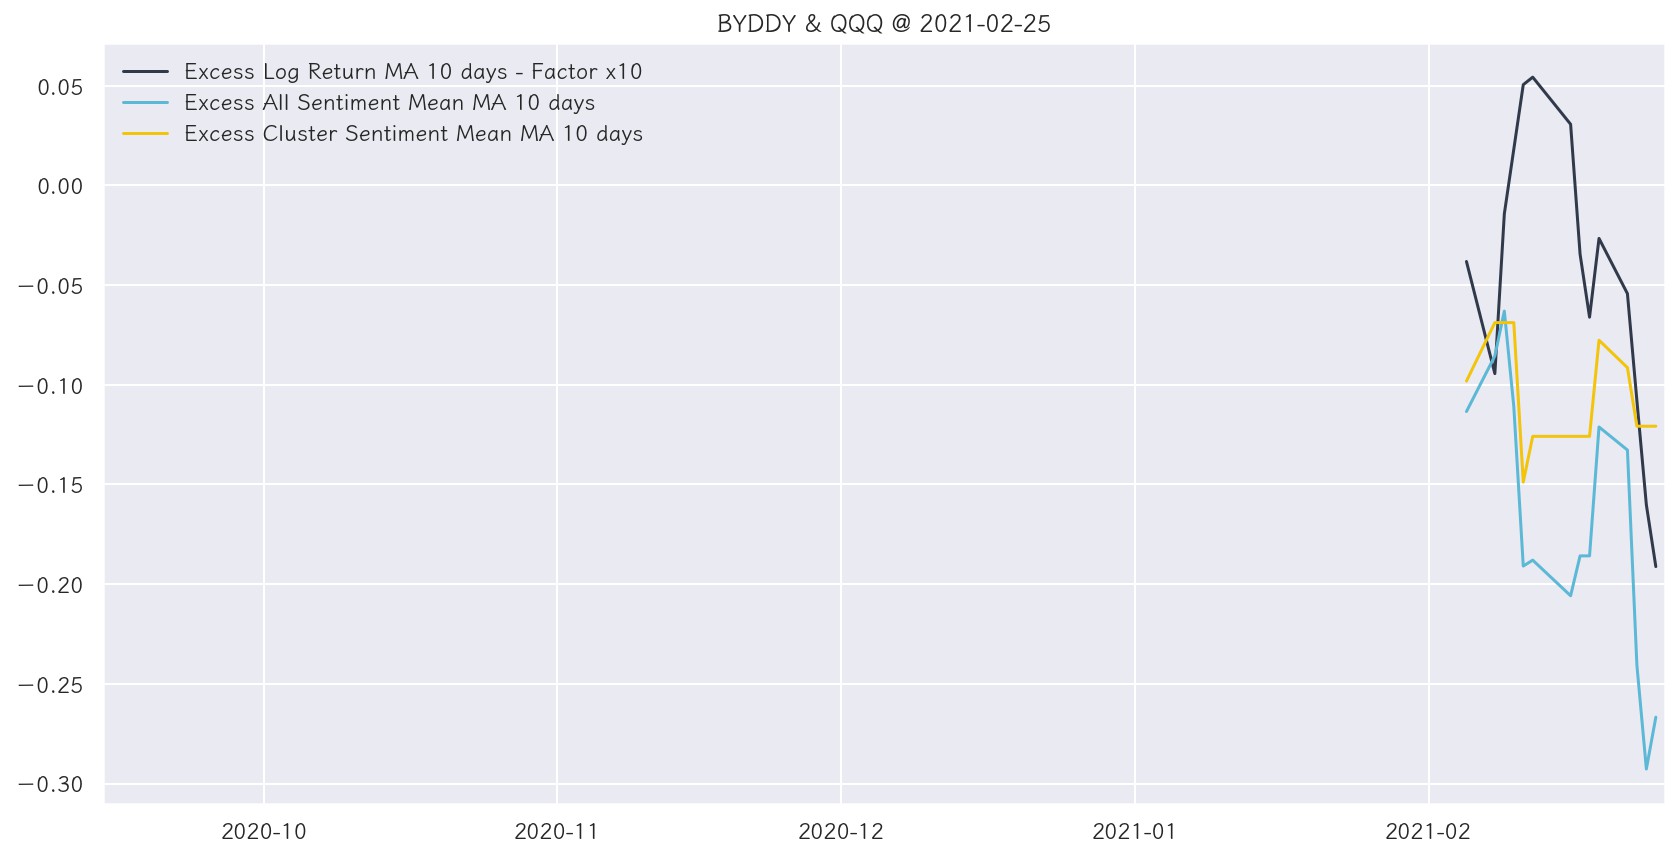 BYDDY & QQQ @ 2021-02-25
Excess Log Return MA 10 days - Factor x10
Excess All Sentiment Mean MA 10 days
Excess Cluster Sentiment Mean MA 10 days
0.05
0.00
−0.05
−0.10
−0.15
−0.20
−0.25
−0.30
2020-10 2020-11 2020-12 2021-01 2021-02